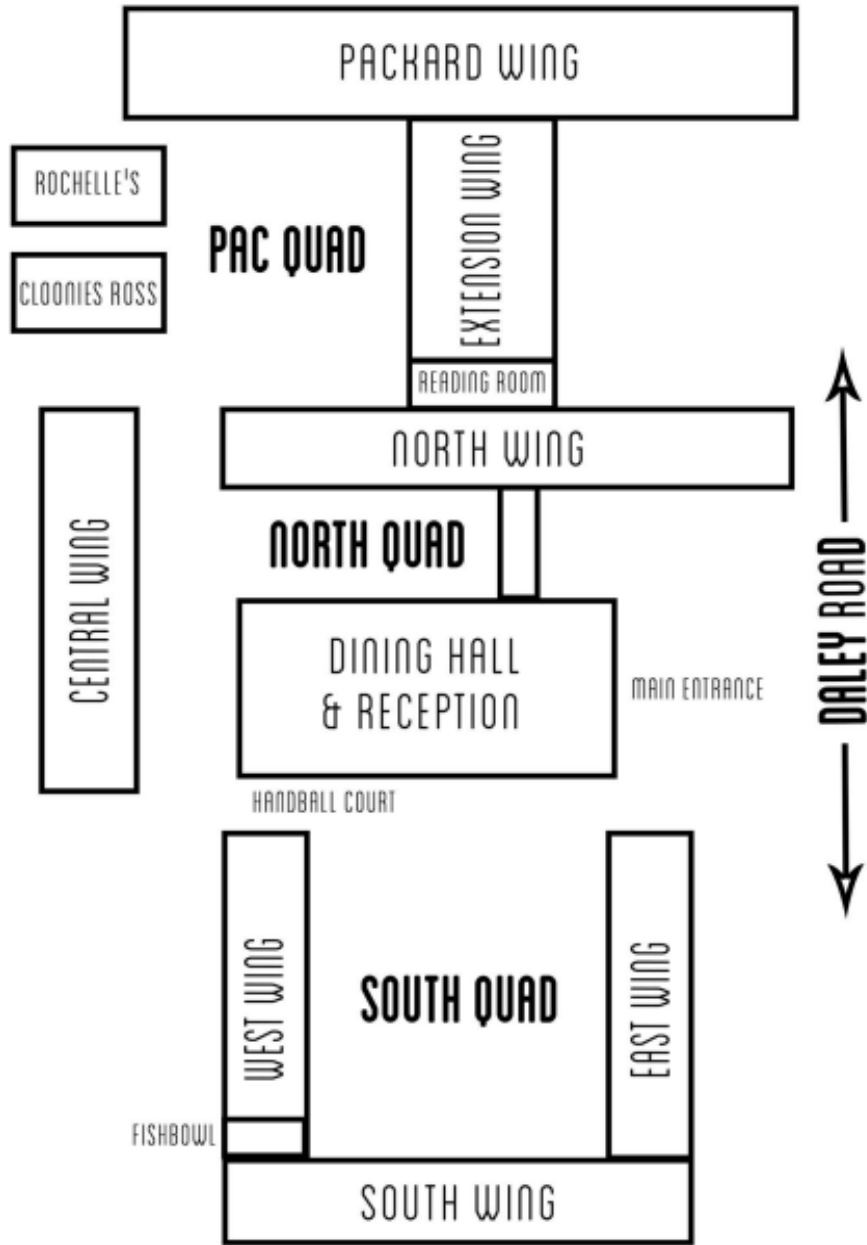 PACKARD WING
ROCHELLE'S
EXTENSION WING
PAC QUAD
CLOONIES ROSS
READING ROOM
NORTH WING
CENTRAL WING
NORTH QUAD
DALEY ROAD
DINING HALL
& RECEPTION
MAIN ENTRANCE
HANDBALL COURT
WEST WING
SOUTH QUAD
EAST WING
FISHBOWL
SOUTH WING